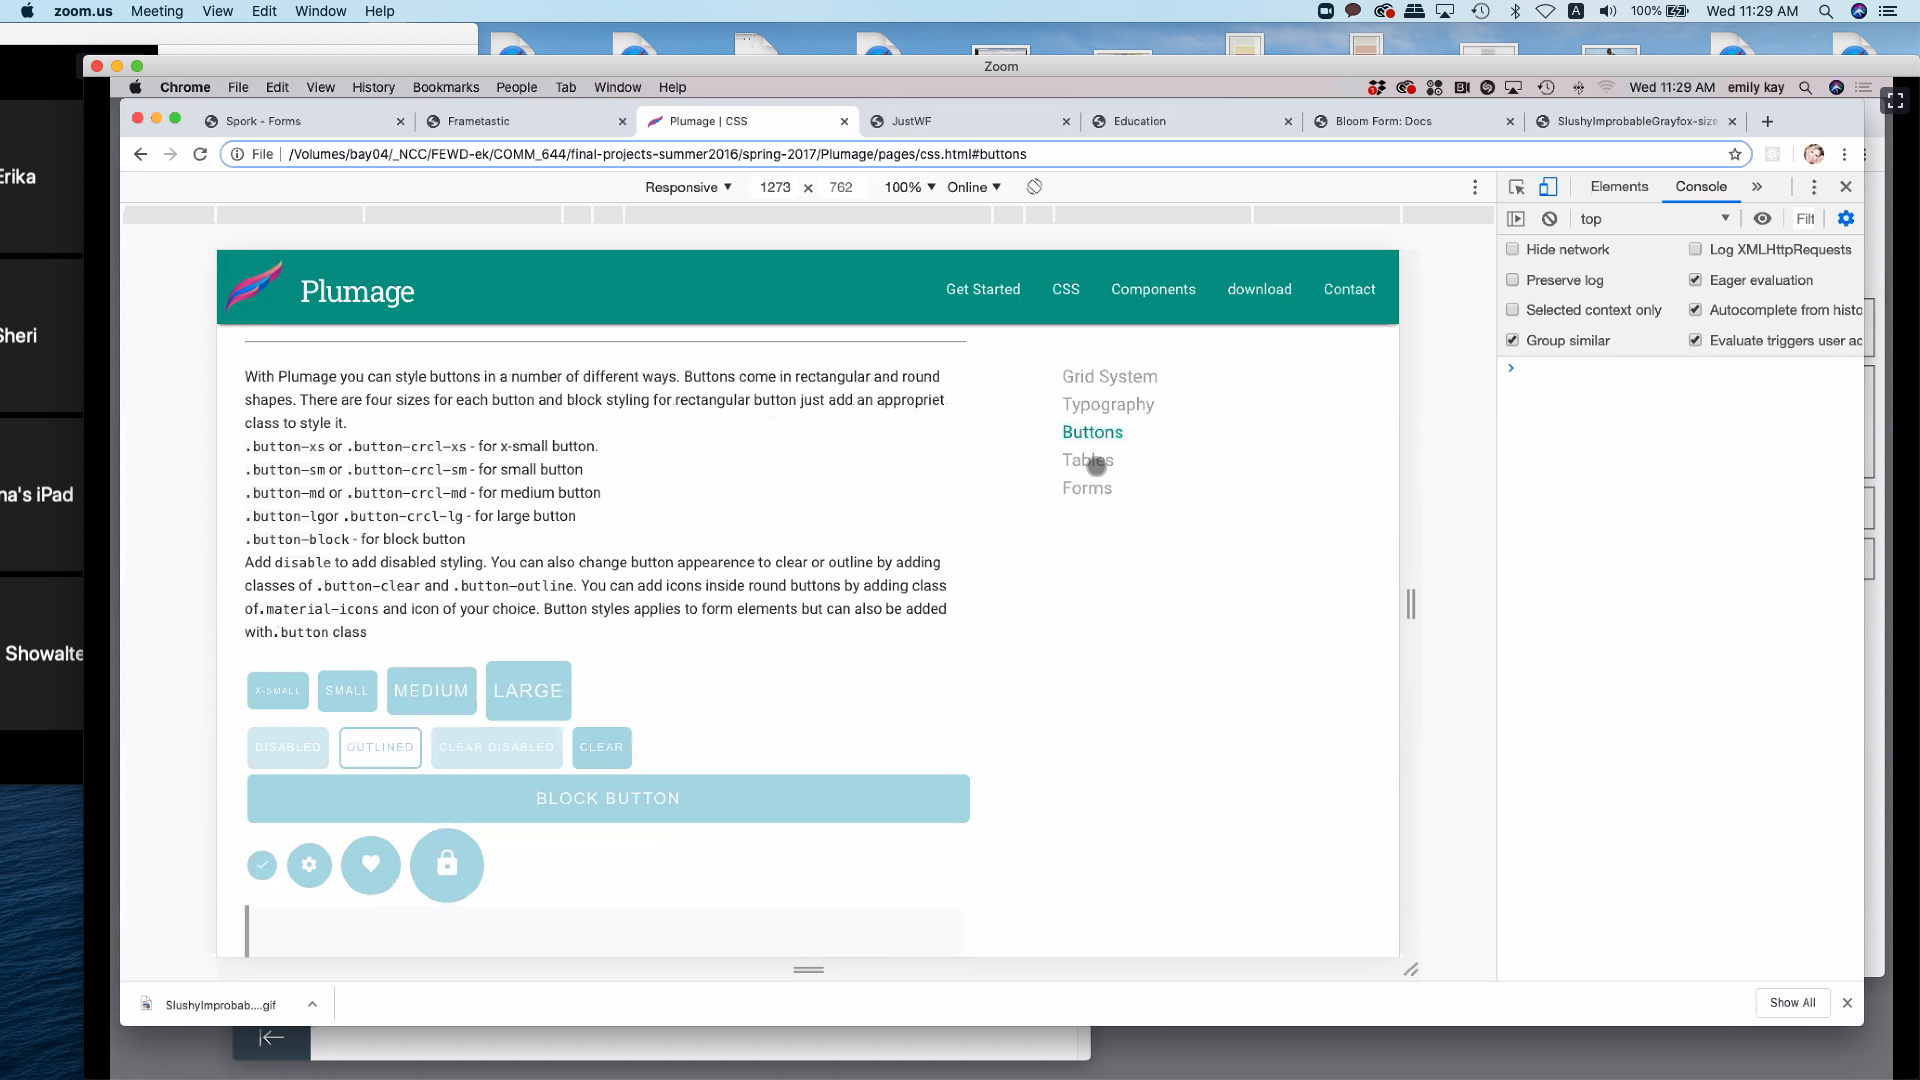 zoom.us Meeting View Edit Window Help
100% Wed 11:29 AM
Zoom
Chrome File Edit View History Bookmarks People Tab Window Help
Wed 11:29 AM emily kay
Spork - Forms
Frametastic
Plumage | CSS
JustWF
Education
Bloom Form: Docs
SlushyImprobableGrayfox-size
File /Volumes/bay04/_NCC/FEWD-ek/COMM_644/final-projects-summer2016/spring-2017/Plumage/pages/css.html#buttons
Responsive 1273 × 762 100% Online
Elements Console
top Filt
Hide network
Log XMLHttpRequests
Preserve log
Eager evaluation
Selected context only
Autocomplete from histo
Group similar
Evaluate triggers user ac
Plumage
Get Started CSS Components download Contact
With Plumage you can style buttons in a number of different ways. Buttons come in rectangular and round
shapes. There are four sizes for each button and block styling for rectangular button just add an appropriet
class to style it.
.button-xs or .button-crcl-xs - for x-small button.
.button-sm or .button-crcl-sm - for small button
.button-md or .button-crcl-md - for medium button
.button-lgor .button-crcl-lg - for large button
.button-block - for block button
Add disable to add disabled styling. You can also change button appearence to clear or outline by adding
classes of .button-clear and .button-outline. You can add icons inside round buttons by adding class
of.material-icons and icon of your choice. Button styles applies to form elements but can also be added
with.button class
Grid System
Typography
Buttons
Tables
Forms
X-SMALL SMALL MEDIUM LARGE
DISABLED OUTLINED CLEAR DISABLED CLEAR
BLOCK BUTTON
SlushyImprobab....gif
Show All
Erika
Sheri
na's iPad
Showalte